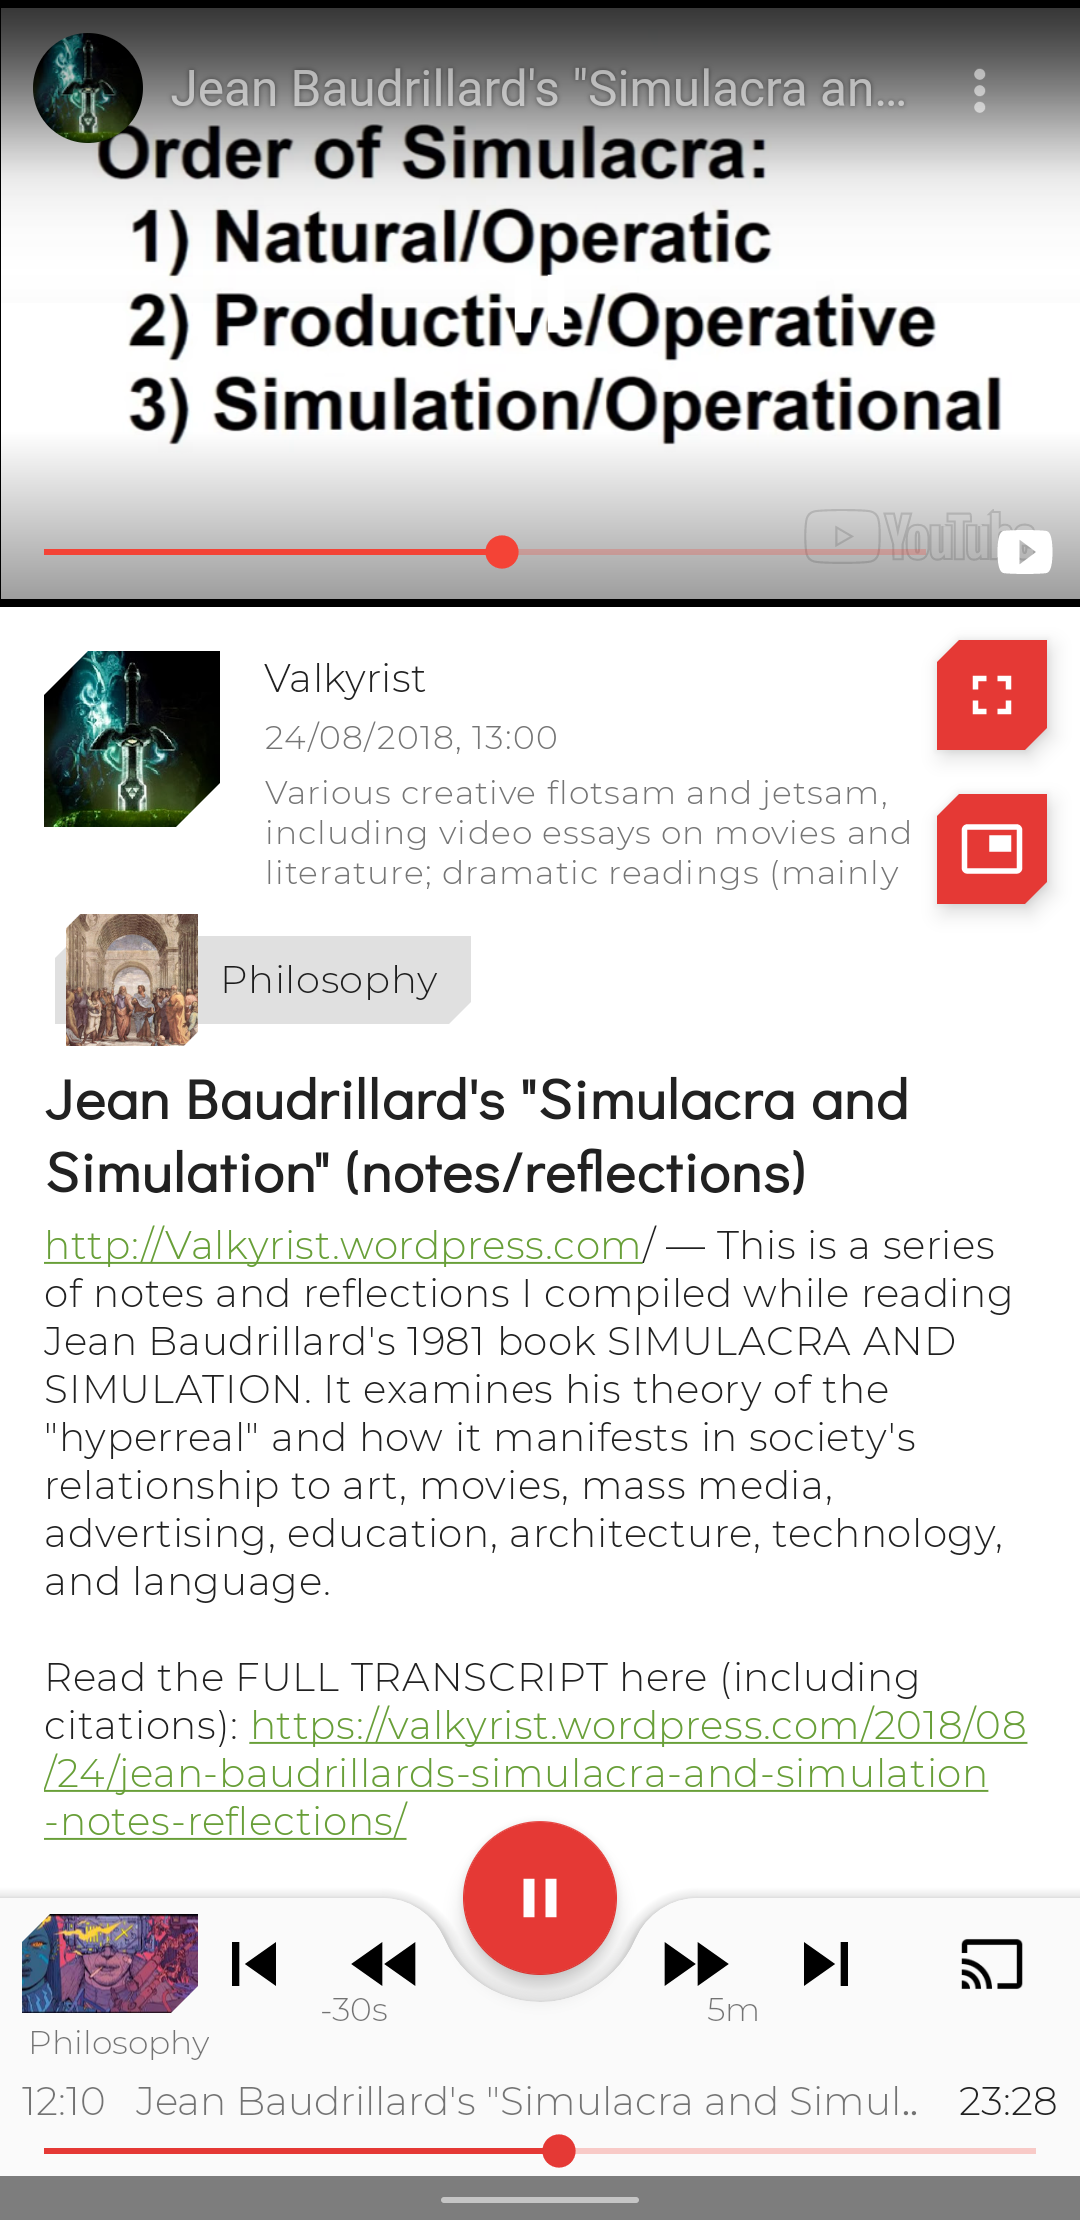 Jean Baudrillard's "Simulacra an...
Order of Simulacra:
1) Natural/Operatic
2) Productive/Operative
3) Simulation/Operational
YouTube
Valkyrist
24/08/2018, 13:00
Various creative flotsam and jetsam,
including video essays on movies and
literature; dramatic readings (mainly
Philosophy
Jean Baudrillard's "Simulacra and
Simulation" (notes/reflections)
http://Valkyrist.wordpress.com/ — This is a series
of notes and reflections I compiled while reading
Jean Baudrillard's 1981 book SIMULACRA AND
SIMULATION. It examines his theory of the
"hyperreal" and how it manifests in society's
relationship to art, movies, mass media,
advertising, education, architecture, technology,
and language.
Read the FULL TRANSCRIPT here (including
citations): https://valkyrist.wordpress.com/2018/08
/24/jean-baudrillards-simulacra-and-simulation
-notes-reflections/
-30s
5m
Philosophy
12:10 Jean Baudrillard's "Simulacra and Simul.. 23:28